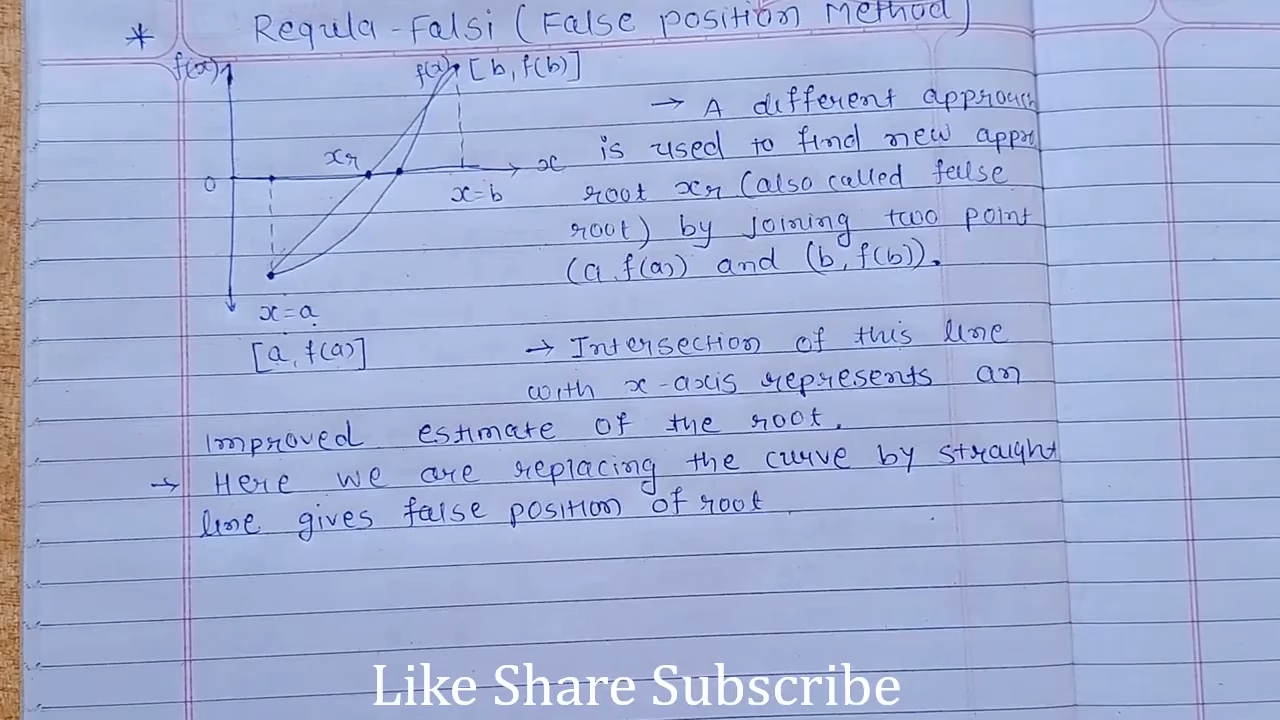 * Regula-Falsi (False position Method)
f(x)
f(x) [b, f(b)]
→ A different approach
xr
x
is used to find new appro
0
x=b
root xr (also called false
root) by joining two point
(a, f(a)) and (b, f(b)).
x=a
[a, f(a)]
→ Intersection of this line
with x-axis represents an
improved estimate of the root.
→ Here we are replacing the curve by straight
line gives false position of root
Like Share Subscribe